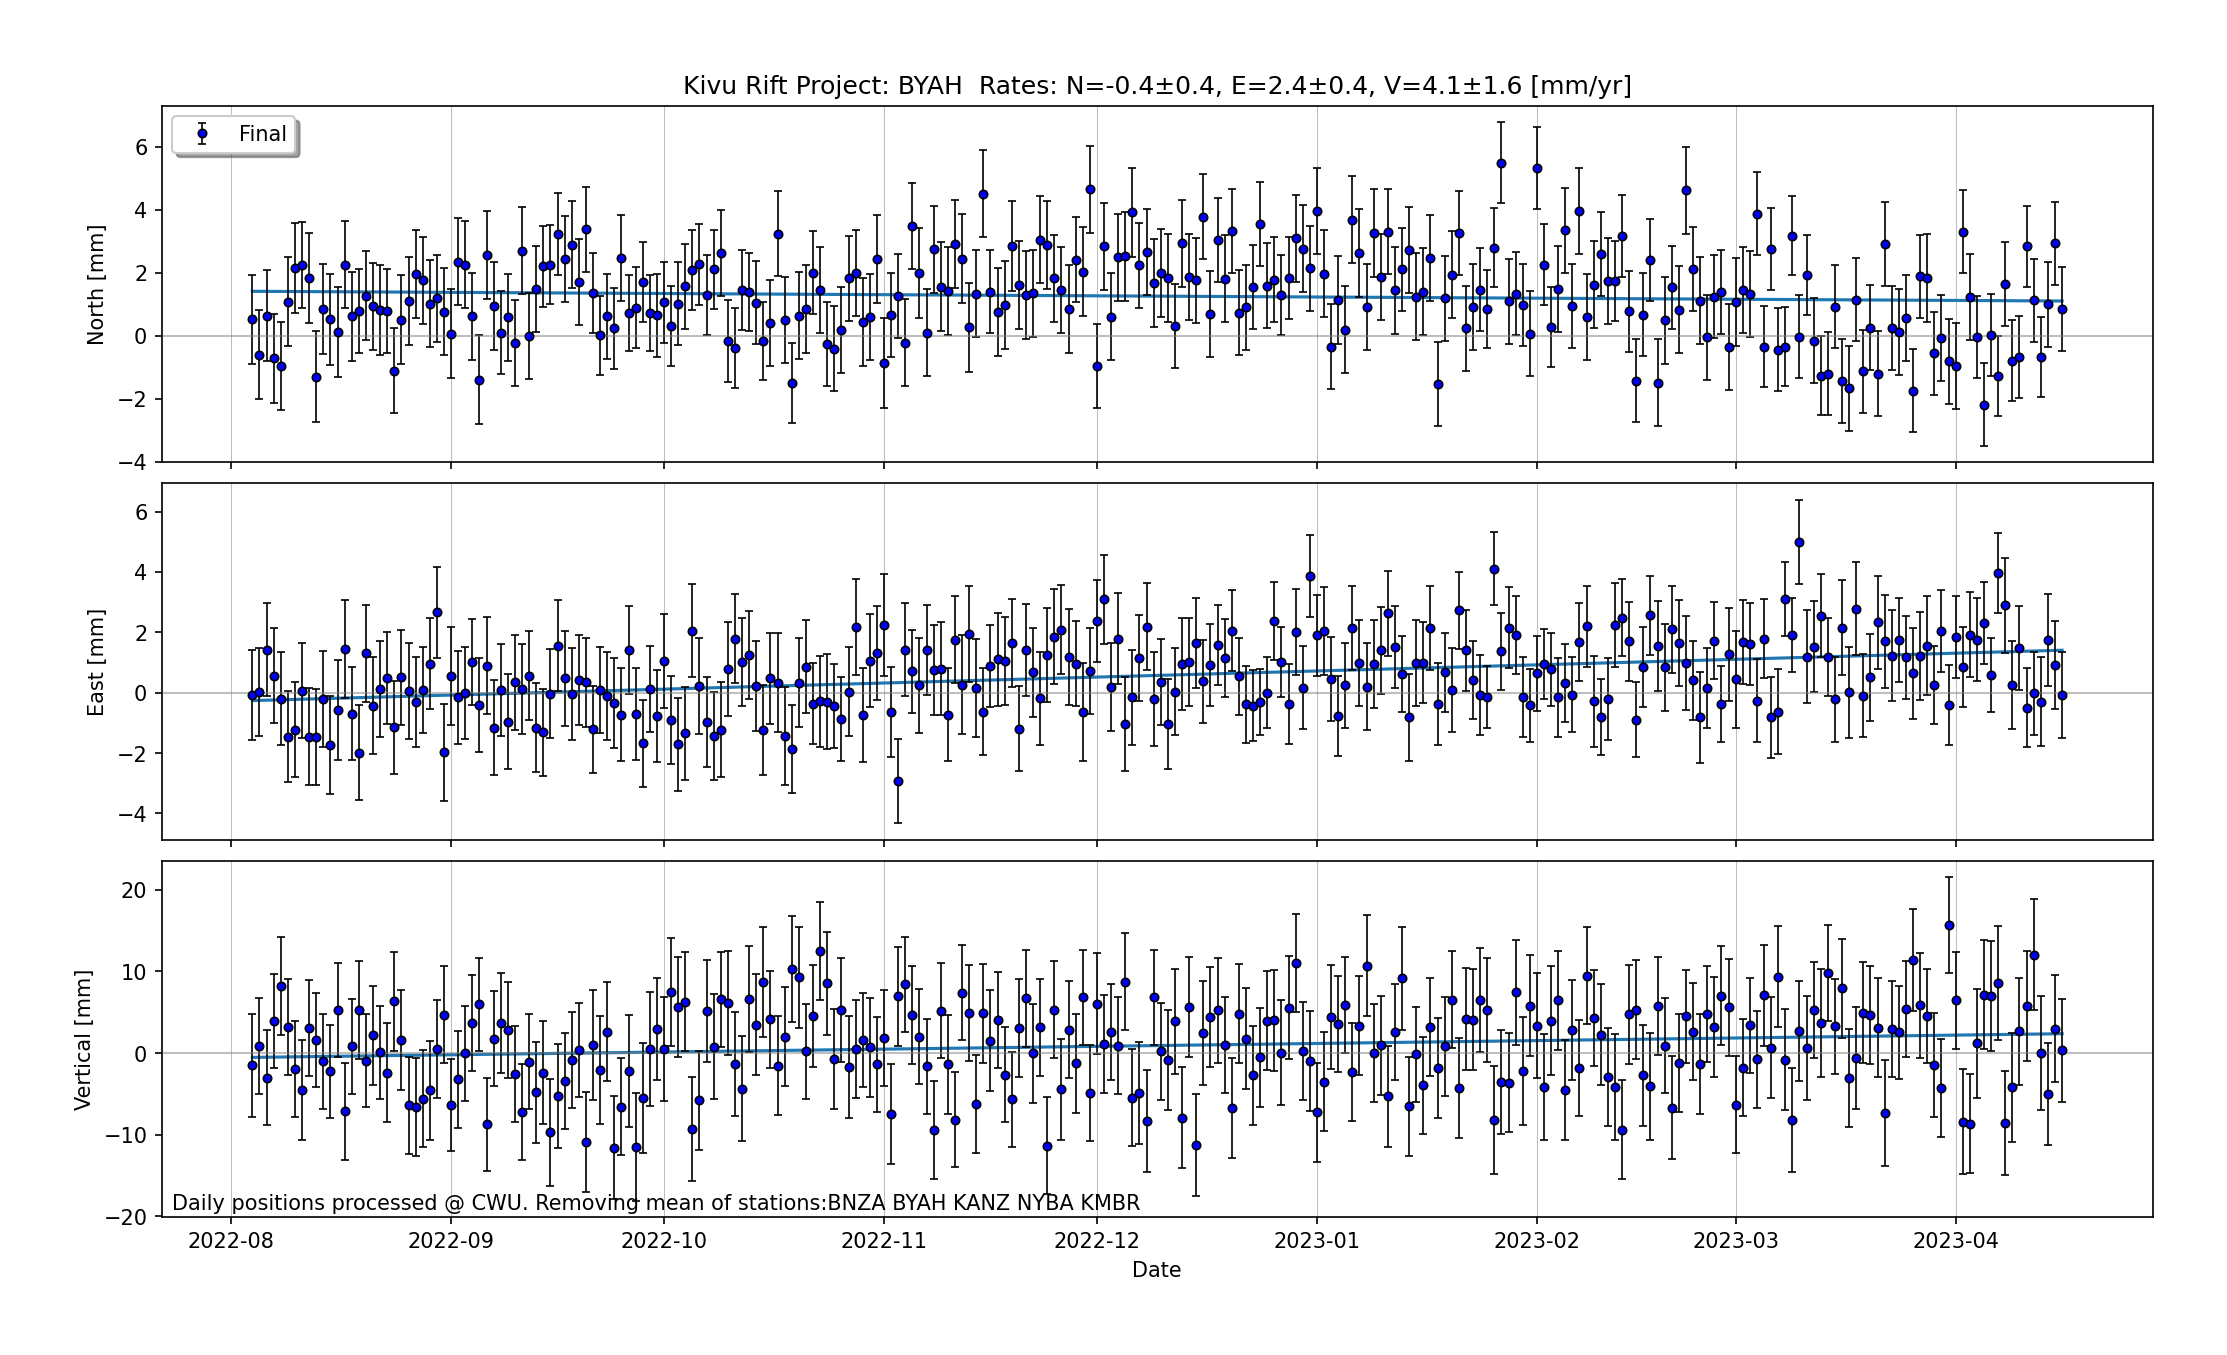 Kivu Rift Project: BYAH  Rates: N=-0.4±0.4, E=2.4±0.4, V=4.1±1.6 [mm/yr]
Final
North [mm]
6
4
2
0
−2
−4
East [mm]
6
4
2
0
−2
−4
Vertical [mm]
20
10
0
−10
−20
Daily positions processed @ CWU. Removing mean of stations:BNZA BYAH KANZ NYBA KMBR
2022-08 2022-09 2022-10 2022-11 2022-12 2023-01 2023-02 2023-03 2023-04
Date